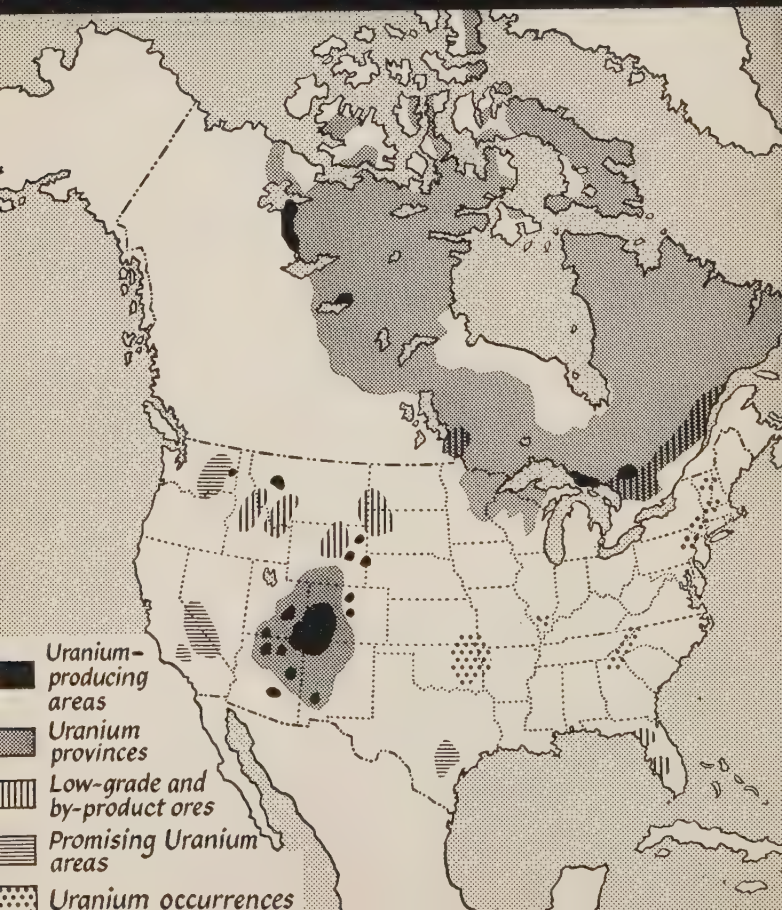 Uranium-
producing
areas
Uranium
provinces
Low-grade and
by-product ores
Promising Uranium
areas
Uranium occurrences